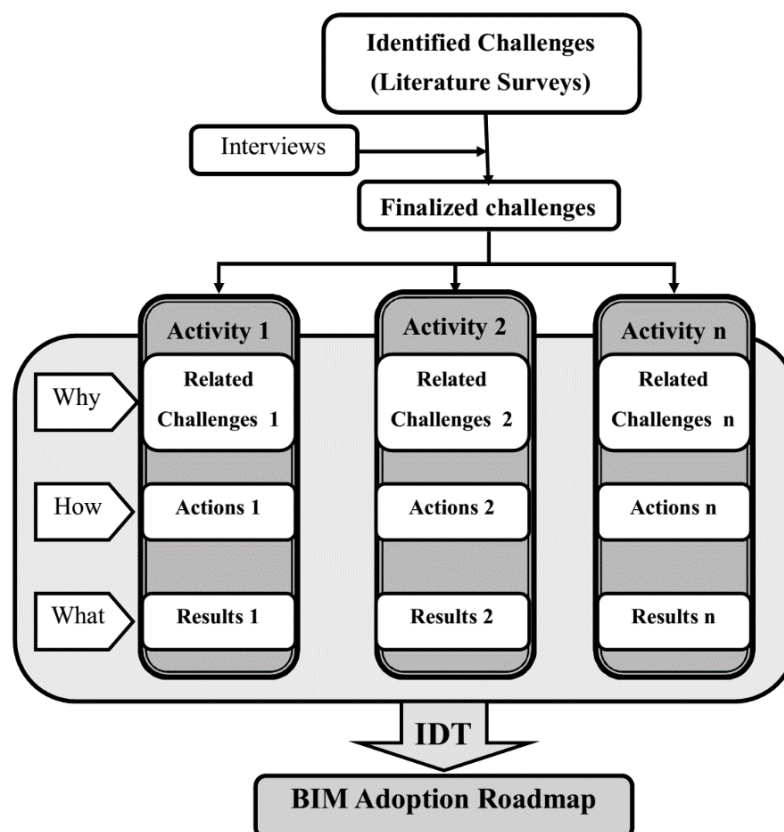 Identified Challenges
(Literature Surveys)
Interviews
Finalized challenges
Activity 1
Activity 2
Activity n
Why
Related
Challenges 1
Related
Challenges 2
Related
Challenges n
How
Actions 1
Actions 2
Actions n
What
Results 1
Results 2
Results n
IDT
BIM Adoption Roadmap